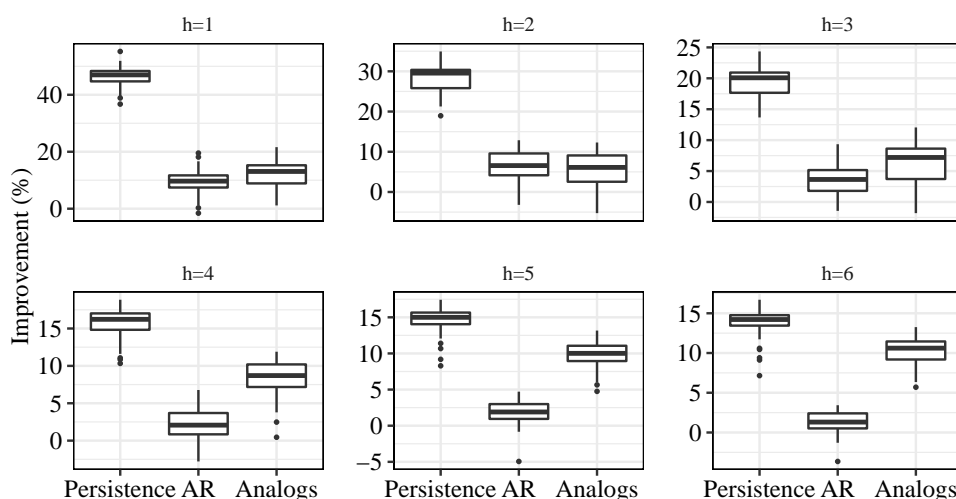 h=1
h=2
h=3
40
20
0
30
20
10
0
25
20
15
10
5
0
Improvement (%)
h=4
h=5
h=6
15
10
5
0
15
10
5
0
−5
15
10
5
0
Persistence AR Analogs
Persistence AR Analogs
Persistence AR Analogs